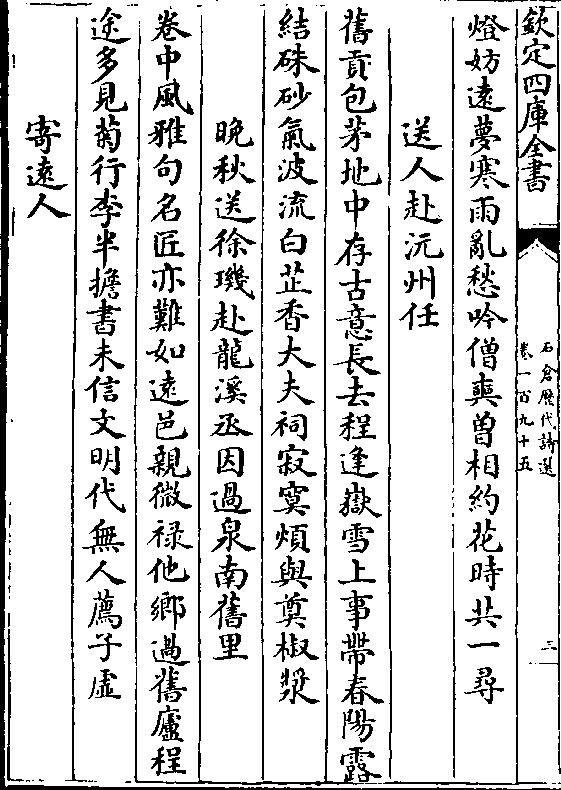 欽定四庫全書
石倉歴代詩選
卷一百九十五
三
燈妨遠夢寒雨亂愁吟僧爽曽相約花時共一尋
送人赴沅州任
舊貢包茅地中存古意長去程逢嶽雪上事帶春陽露
結硃砂氣波流白芷香大夫祠寂寞煩與奠椒漿
晩秋送徐璣赴龍溪丞因過泉南舊里
卷中風雅句名匠亦難如遠邑親微禄他鄉過舊廬程
途多見菊行李半擔書未信文明代無人薦子虛
寄遠人